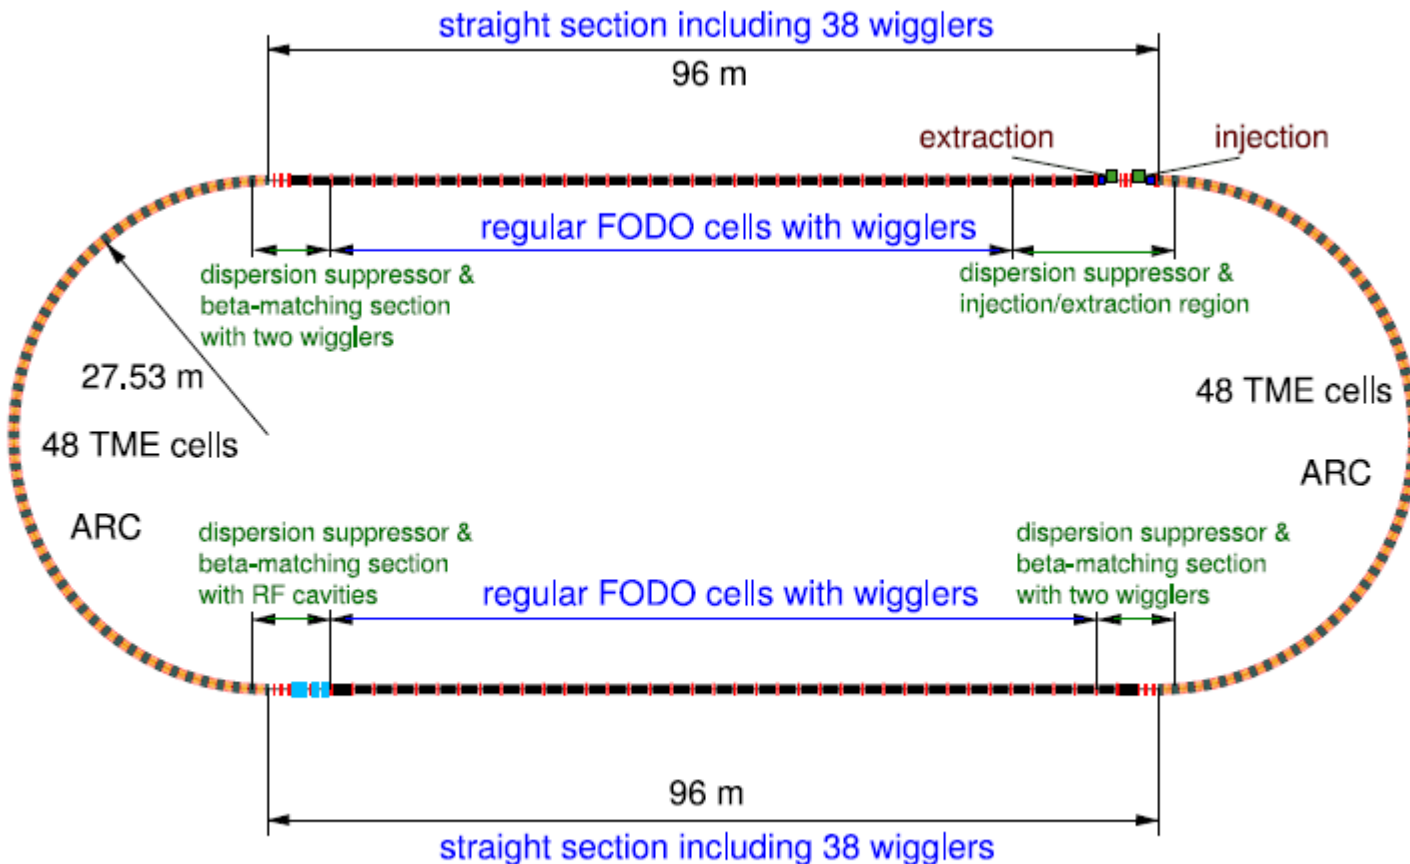 straight section including 38 wigglers
96 m
extraction
injection
regular FODO cells with wigglers
dispersion suppressor &
beta-matching section
with two wigglers
dispersion suppressor &
injection/extraction region
27.53 m
48 TME cells
ARC
48 TME cells
ARC
dispersion suppressor &
beta-matching section
with RF cavities
regular FODO cells with wigglers
dispersion suppressor &
beta-matching section
with two wigglers
96 m
straight section including 38 wigglers